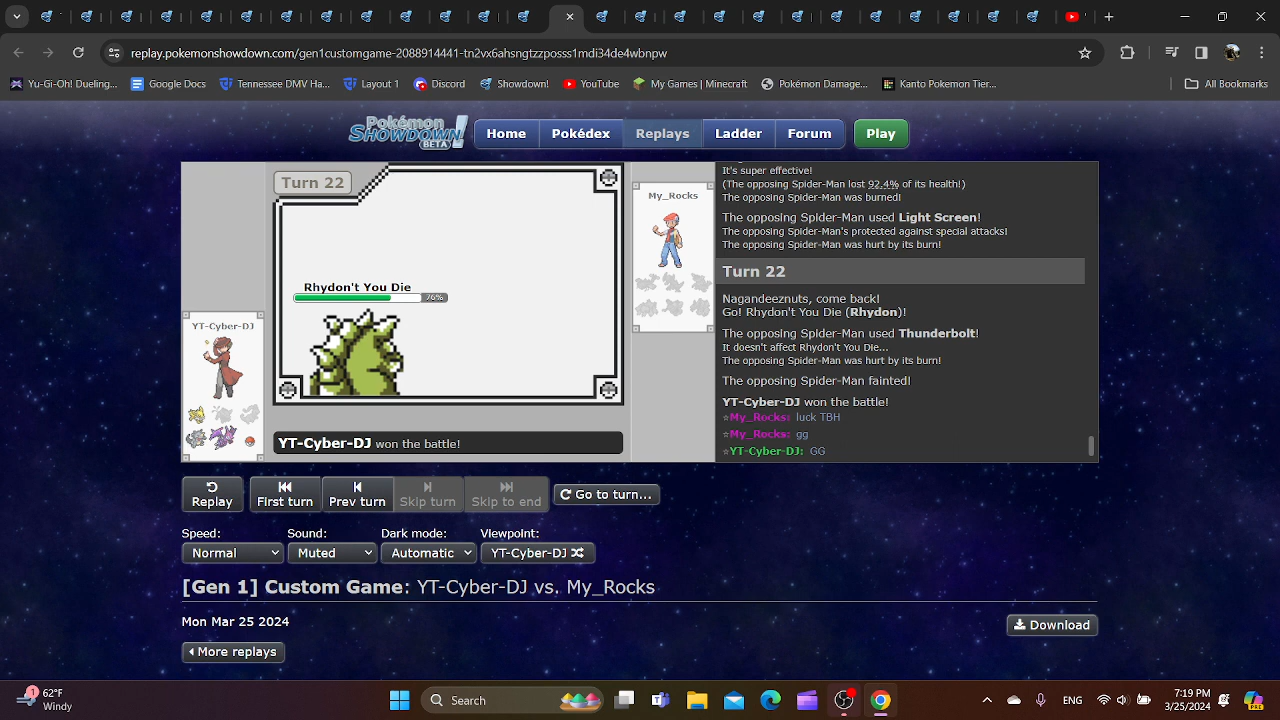 replay.pokemonshowdown.com/gen1customgame-2088914441-tn2vx6ahsngtzzposss1mdi34de4wbnpw
Yu-Gi-Oh! Dueling...
Google Docs
Tennessee DMV Ha...
Layout 1
Discord
Showdown!
YouTube
My Games | Minecraft
Pokémon Damage...
Kanto Pokemon Tier...
All Bookmarks
Pokémon
SHOWDOWN!
BETA
Home
Pokédex
Replays
Ladder
Forum
Play
Turn 22
Rhydon't You Die
76%
YT-Cyber-DJ
My_Rocks
YT-Cyber-DJ won the battle!
It's super effective!
(The opposing Spider-Man lost 92.4% of its health!)
The opposing Spider-Man was burned!
The opposing Spider-Man used Light Screen!
The opposing Spider-Man's protected against special attacks!
The opposing Spider-Man was hurt by its burn!
Turn 22
Nagandeeznuts, come back!
Go! Rhydon't You Die (Rhydon)!
The opposing Spider-Man used Thunderbolt!
It doesn't affect Rhydon't You Die...
The opposing Spider-Man was hurt by its burn!
The opposing Spider-Man fainted!
YT-Cyber-DJ won the battle!
☆My_Rocks: luck TBH
☆My_Rocks: gg
☆YT-Cyber-DJ: GG
Replay
First turn
Prev turn
Skip turn
Skip to end
Go to turn...
Speed:
Sound:
Dark mode:
Viewpoint:
Normal
Muted
Automatic
YT-Cyber-DJ
[Gen 1] Custom Game: YT-Cyber-DJ vs. My_Rocks
Mon Mar 25 2024
Download
More replays
1
62°F
Windy
Search
ENG
7:19 PM
3/25/2024
PRE